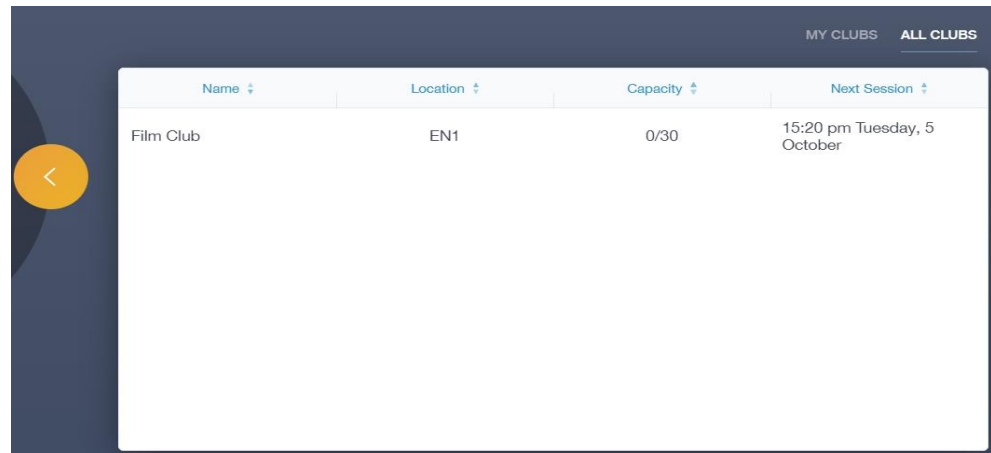 MY CLUBS ALL CLUBS
Name Location Capacity Next Session
Film Club EN1 0/30 15:20 pm Tuesday, 5
October